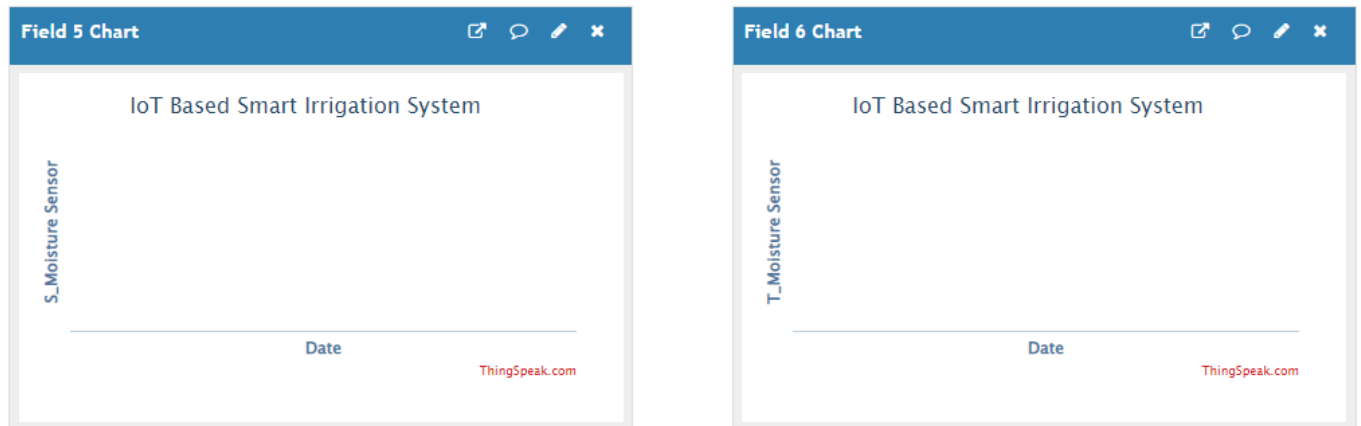 Field 5 Chart
IoT Based Smart Irrigation System
S_Moisture Sensor
Date
ThingSpeak.com
Field 6 Chart
IoT Based Smart Irrigation System
T_Moisture Sensor
Date
ThingSpeak.com